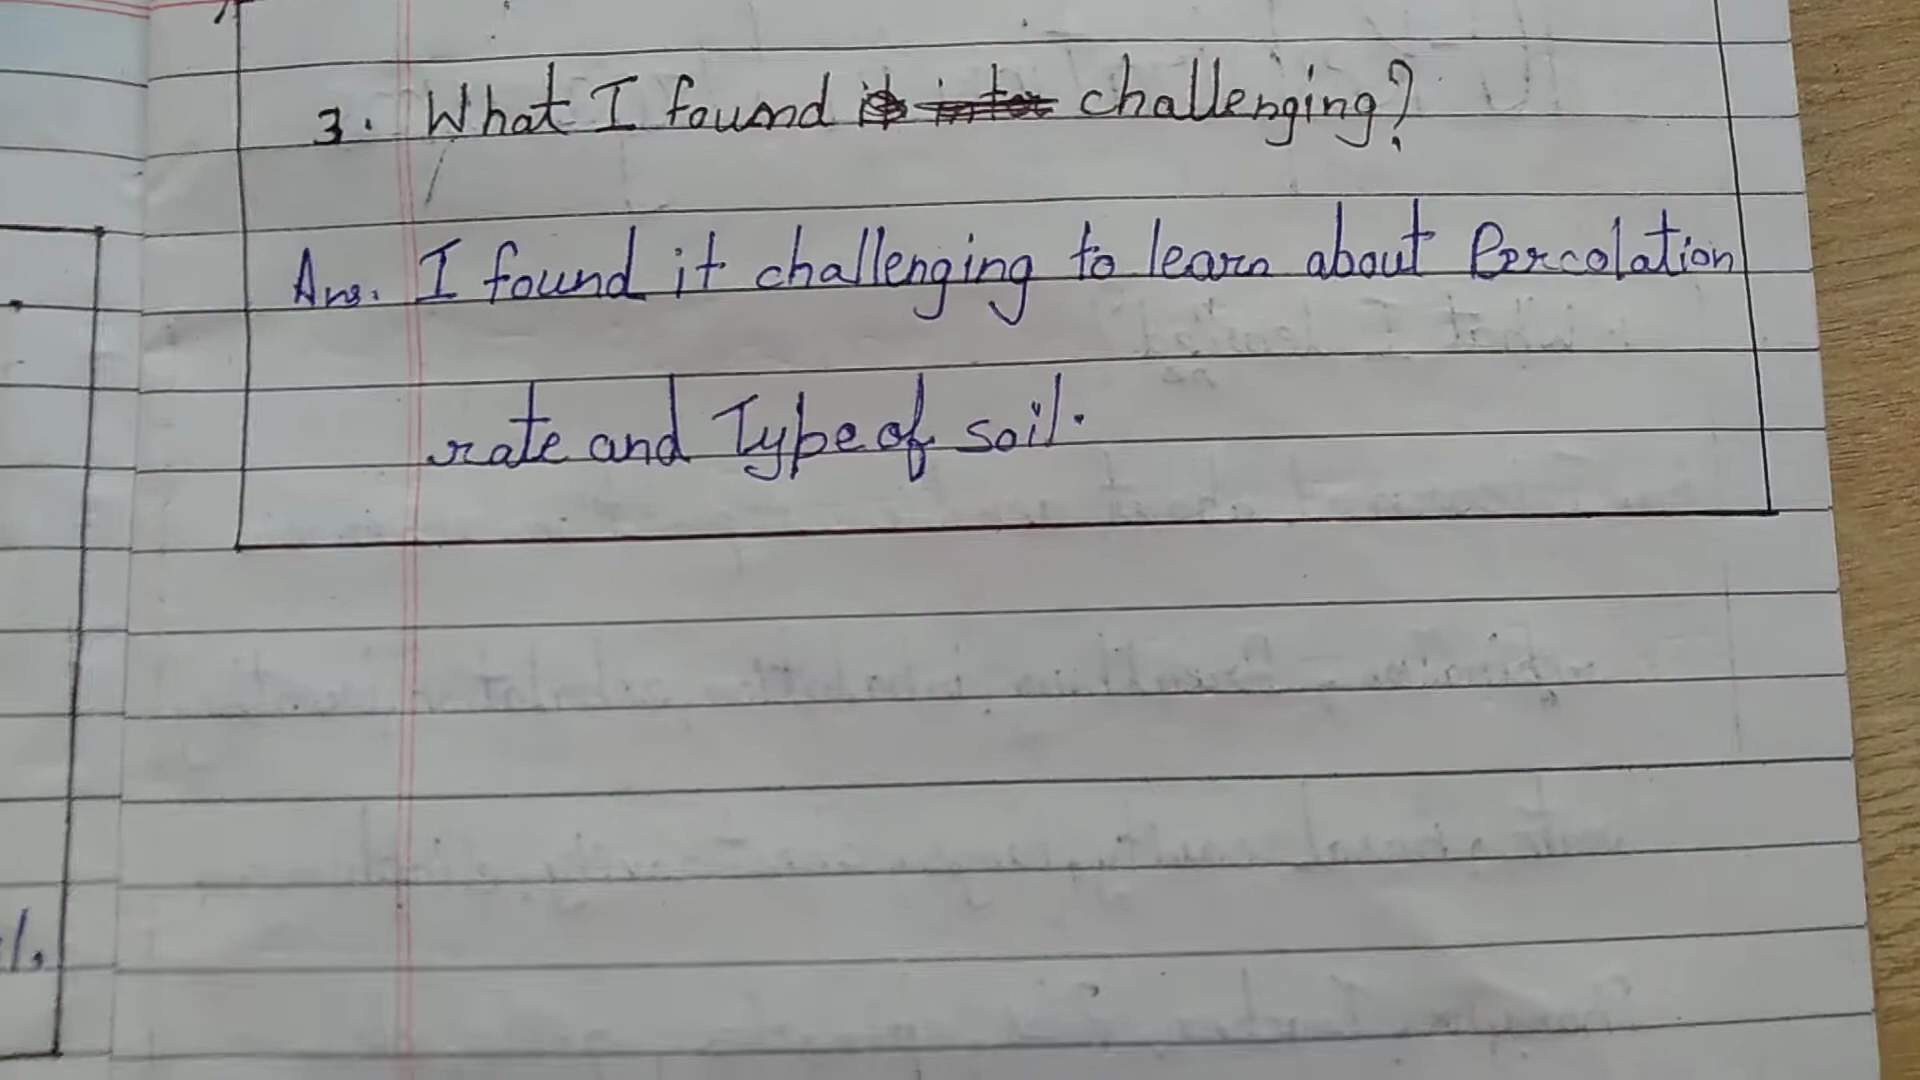 3. What I found challenging?
Ans. I found it challenging to learn about Percolation
rate and Type of soil.